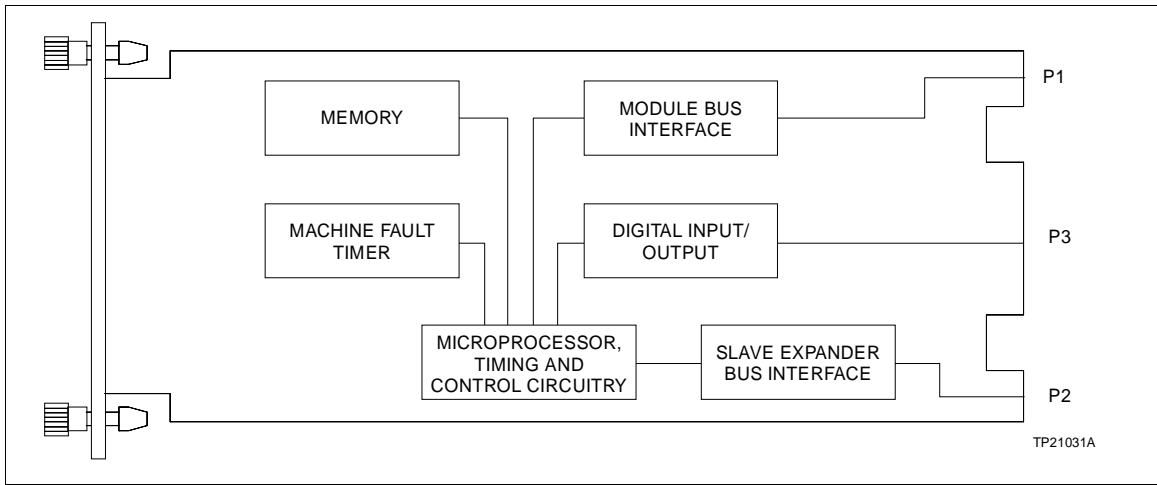 MEMORY
MODULE BUS
INTERFACE
P1
MACHINE FAULT
TIMER
DIGITAL INPUT/
OUTPUT
P3
MICROPROCESSOR,
TIMING AND
CONTROL CIRCUITRY
SLAVE EXPANDER
BUS INTERFACE
P2
TP21031A